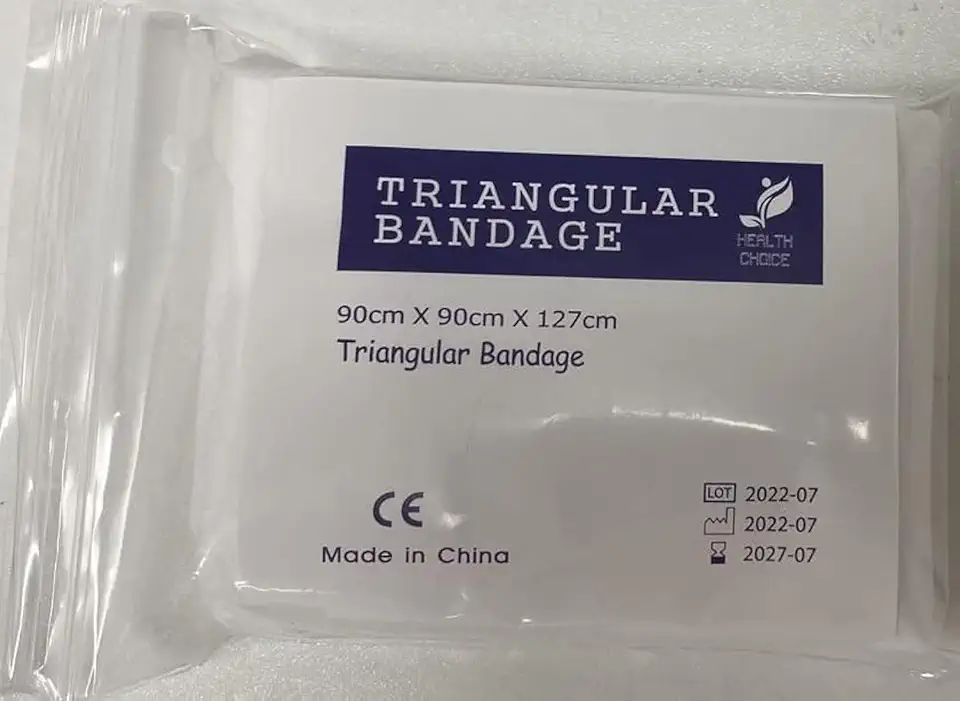 TRIANGULAR
BANDAGE
HEALTH
CHOICE
90cm X 90cm X 127cm
Triangular Bandage
CE
Made in China
LOT 2022-07
2022-07
2027-07